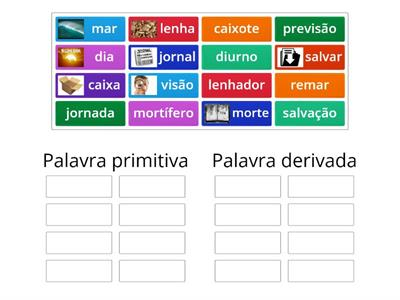 mar lenha caixote previsão
dia jornal diurno salvar
caixa visão lenhador remar
jornada mortífero morte salvação
Palavra primitiva Palavra derivada